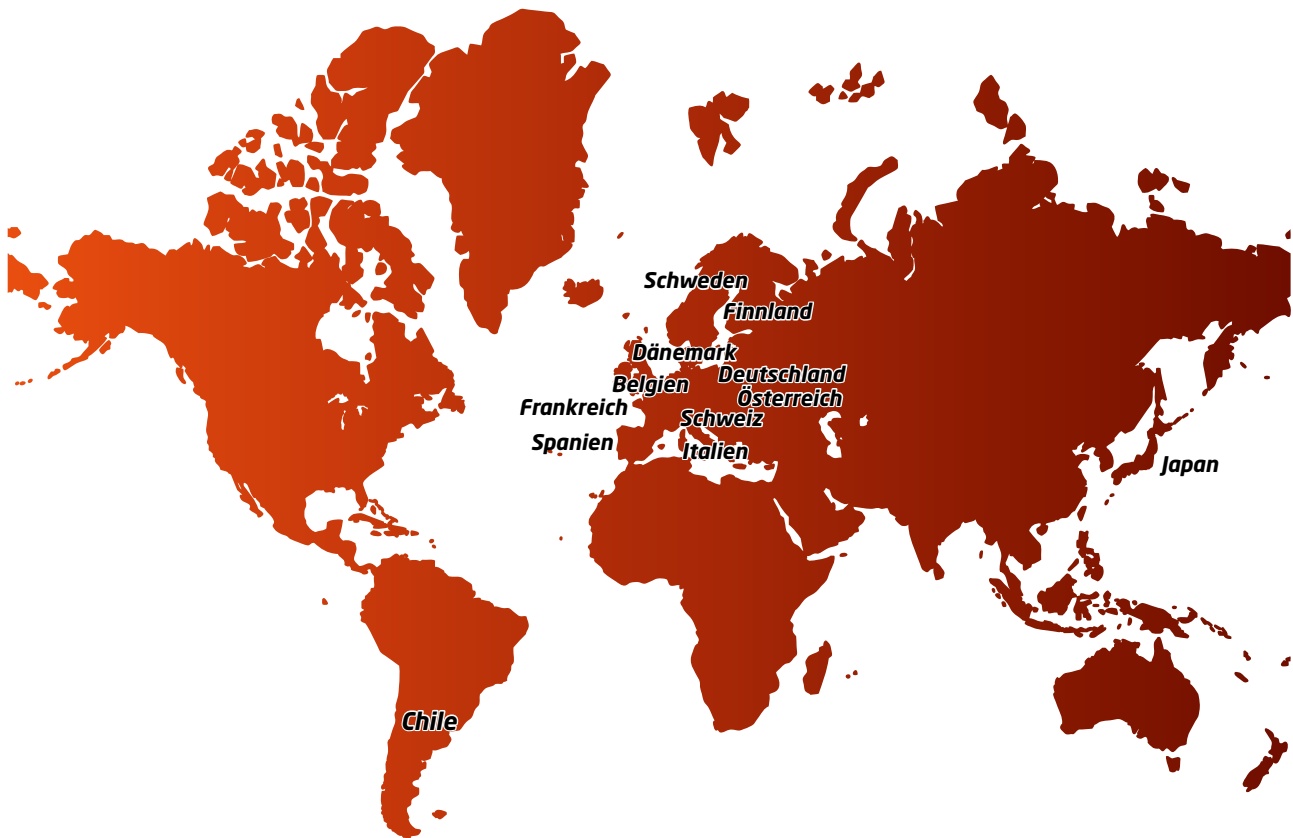 Schweden
Finnland
Dänemark
Deutschland
Belgien
Österreich
Frankreich
Schweiz
Spanien
Italien
Japan
Chile